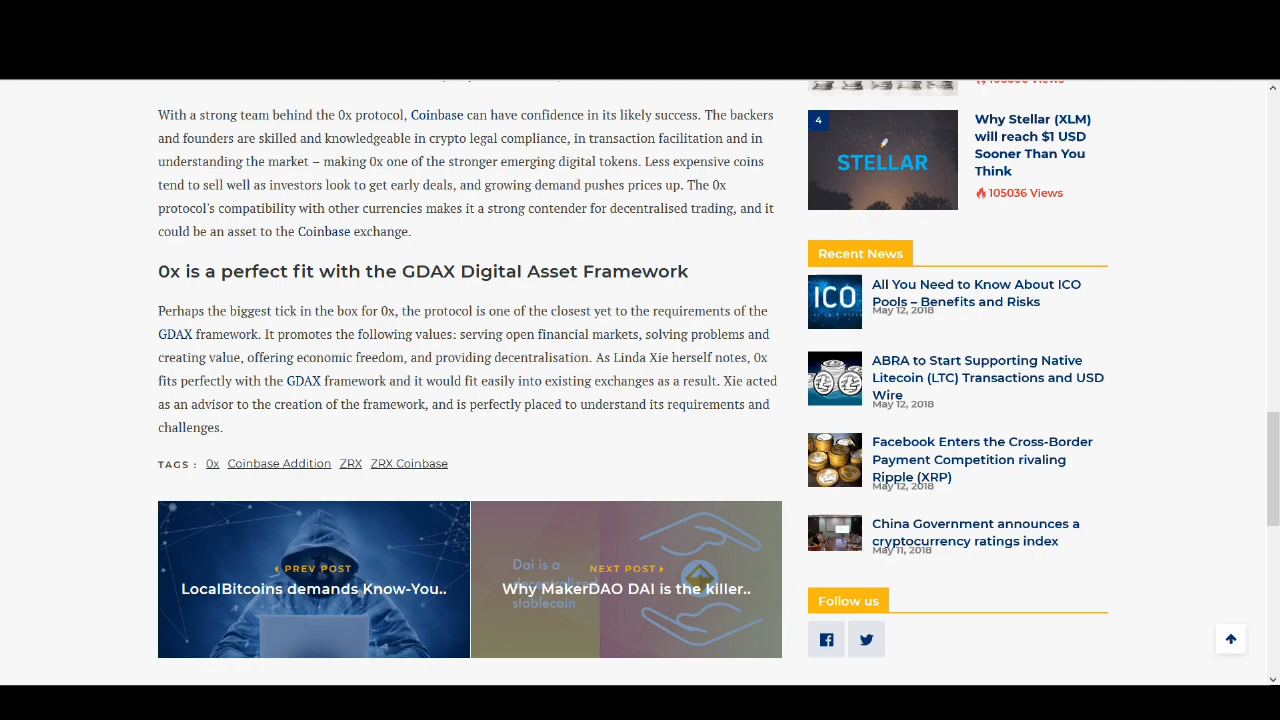 With a strong team behind the 0x protocol, Coinbase can have confidence in its likely success. The backers
and founders are skilled and knowledgeable in crypto legal compliance, in transaction facilitation and in
understanding the market – making 0x one of the stronger emerging digital tokens. Less expensive coins
tend to sell well as investors look to get early deals, and growing demand pushes prices up. The 0x
protocol's compatibility with other currencies makes it a strong contender for decentralised trading, and it
could be an asset to the Coinbase exchange.
0x is a perfect fit with the GDAX Digital Asset Framework
Perhaps the biggest tick in the box for 0x, the protocol is one of the closest yet to the requirements of the
GDAX framework. It promotes the following values: serving open financial markets, solving problems and
creating value, offering economic freedom, and providing decentralisation. As Linda Xie herself notes, 0x
fits perfectly with the GDAX framework and it would fit easily into existing exchanges as a result. Xie acted
as an advisor to the creation of the framework, and is perfectly placed to understand its requirements and
challenges.
TAGS : 0x Coinbase Addition ZRX ZRX Coinbase
PREV POST
LocalBitcoins demands Know-You..
Dai is a
decentralized
stablecoin
NEXT POST
Why MakerDAO DAI is the killer..
4
STELLAR
Why Stellar (XLM)
will reach $1 USD
Sooner Than You
Think
105036 Views
Recent News
ICO
All You Need to Know About ICO
Pools – Benefits and Risks
May 12, 2018
ABRA to Start Supporting Native
Litecoin (LTC) Transactions and USD
Wire
May 12, 2018
Facebook Enters the Cross-Border
Payment Competition rivaling
Ripple (XRP)
May 12, 2018
China Government announces a
cryptocurrency ratings index
May 11, 2018
Follow us